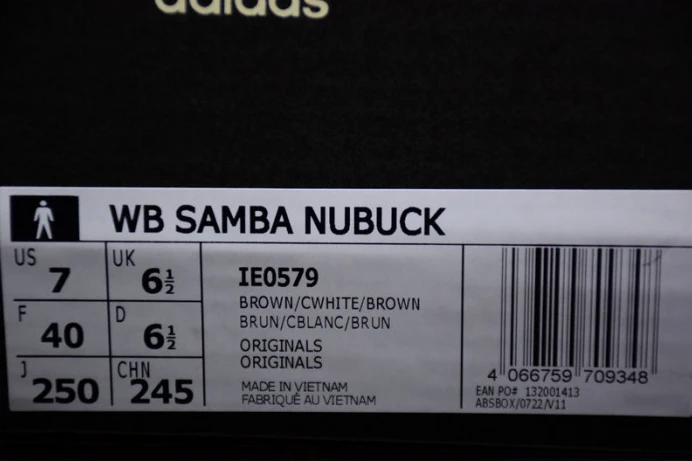 adidas
WB SAMBA NUBUCK
US 7 UK 6½
F 40 D 6½
J 250 CHN 245
IE0579
BROWN/CWHITE/BROWN
BRUN/CBLANC/BRUN
ORIGINALS
ORIGINALS
MADE IN VIETNAM
FABRIQUÈ AU VIETNAM
4 066759 709348
EAN PO# 132001413
ABSBOX/0722/V11